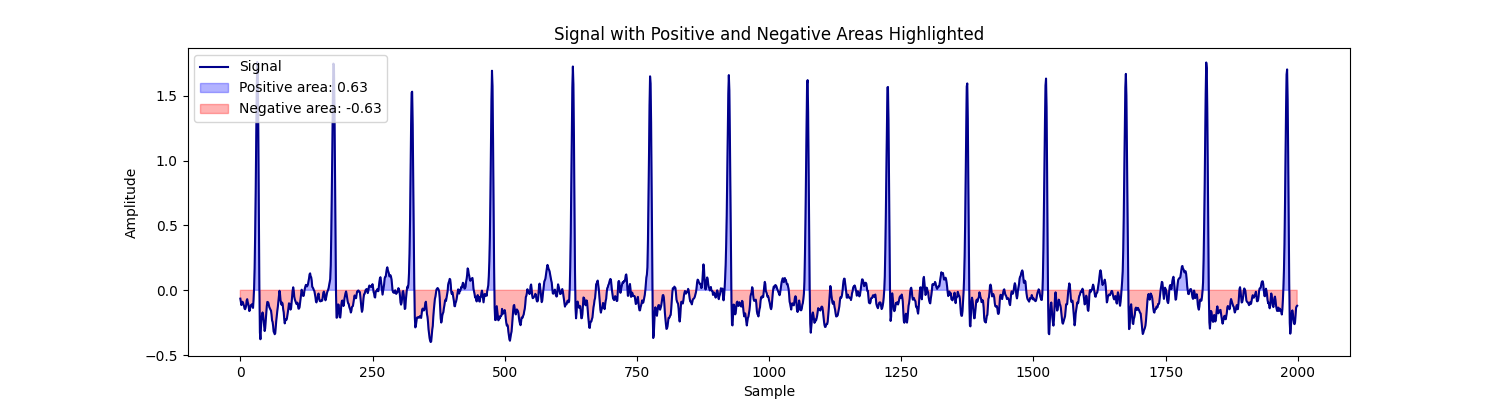 Signal with Positive and Negative Areas Highlighted
Signal
Positive area: 0.63
Negative area: -0.63
Amplitude
1.5
1.0
0.5
0.0
−0.5
0 250 500 750 1000 1250 1500 1750 2000
Sample